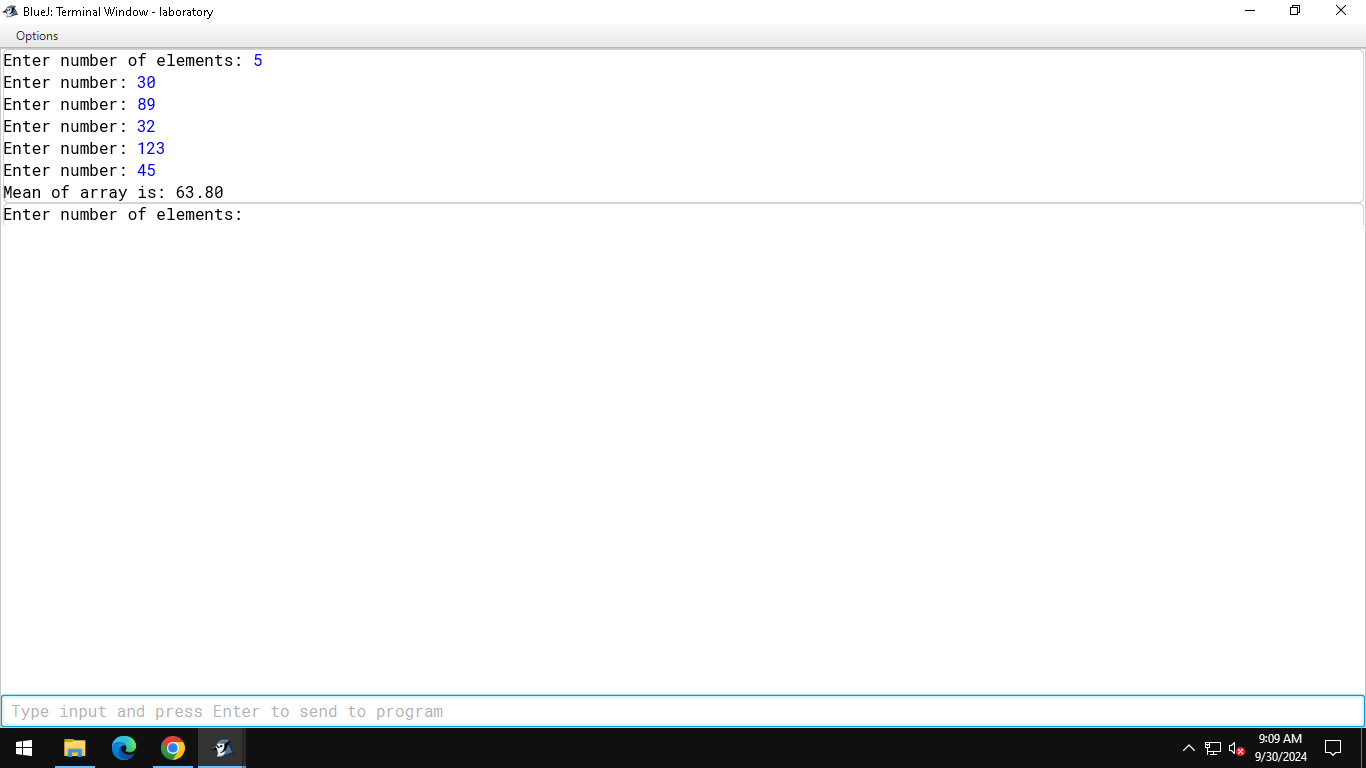 BlueJ: Terminal Window - laboratory
Options
Enter number of elements: 5
Enter number: 30
Enter number: 89
Enter number: 32
Enter number: 123
Enter number: 45
Mean of array is: 63.80
Enter number of elements:
Type input and press Enter to send to program
9:09 AM
9/30/2024